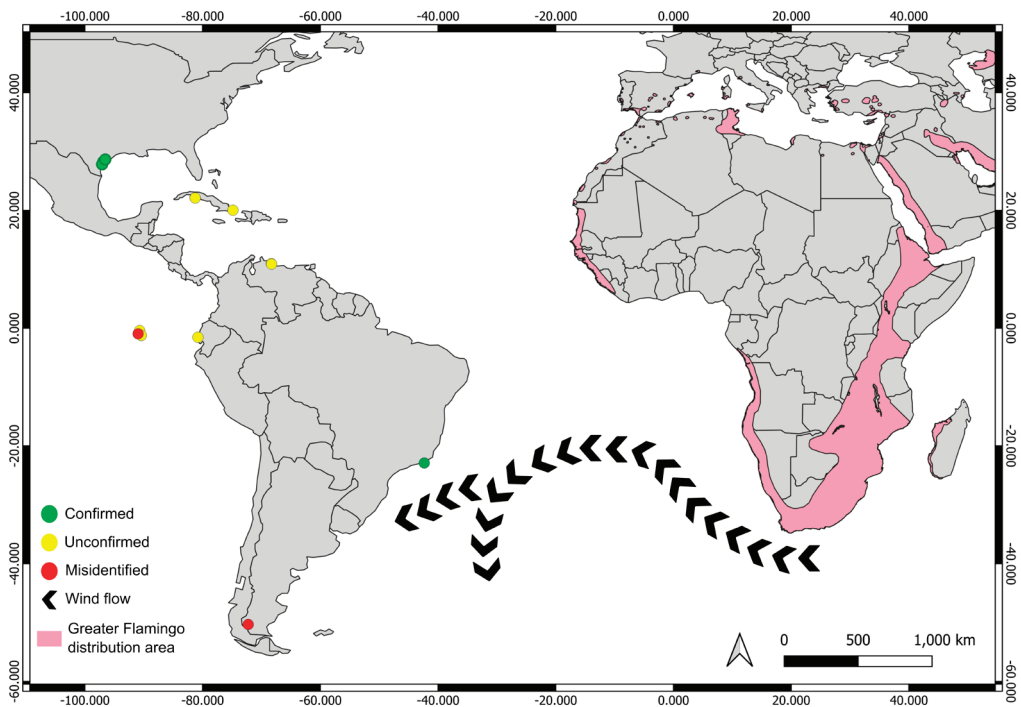 -100.000 -80.000 -60.000 -40.000 -20.000 0.000 20.000 40.000
40.000 40.000
20.000 20.000
0.000 0.000
-20.000 -20.000
-40.000 -40.000
-60.000 -60.000
Confirmed
Unconfirmed
Misidentified
Wind flow
Greater Flamingo
distribution area
0 500 1,000 km
-100.000 -80.000 -60.000 -40.000 -20.000 0.000 20.000 40.000